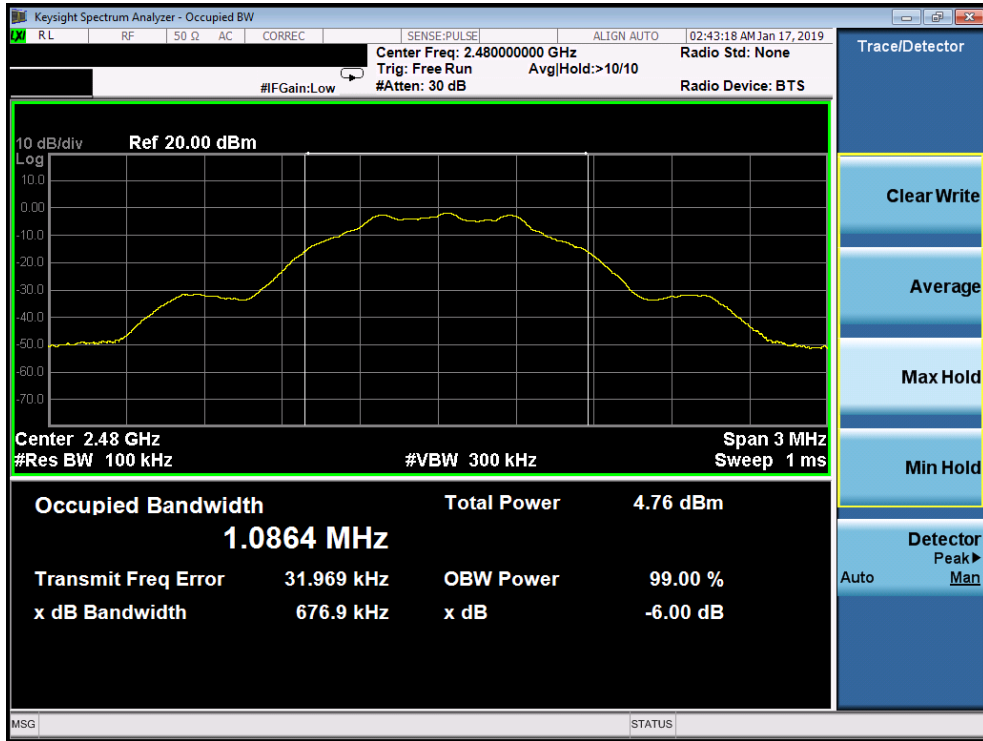 Keysight Spectrum Analyzer - Occupied BW
LXI RL RF 50 Ω AC CORREC SENSE:PULSE ALIGN AUTO 02:43:18 AM Jan 17, 2019
Center Freq: 2.480000000 GHz Radio Std: None
Trig: Free Run Avg|Hold:>10/10
#IFGain:Low #Atten: 30 dB Radio Device: BTS
10 dB/div Ref 20.00 dBm
Log
10.0
0.00
-10.0
-20.0
-30.0
-40.0
-50.0
-60.0
-70.0
Center 2.48 GHz Span 3 MHz
#Res BW 100 kHz #VBW 300 kHz Sweep 1 ms
Occupied Bandwidth Total Power 4.76 dBm
1.0864 MHz
Transmit Freq Error 31.969 kHz OBW Power 99.00 %
x dB Bandwidth 676.9 kHz x dB -6.00 dB
MSG STATUS
Trace/Detector
Clear Write
Average
Max Hold
Min Hold
Detector
Peak▶
Auto Man